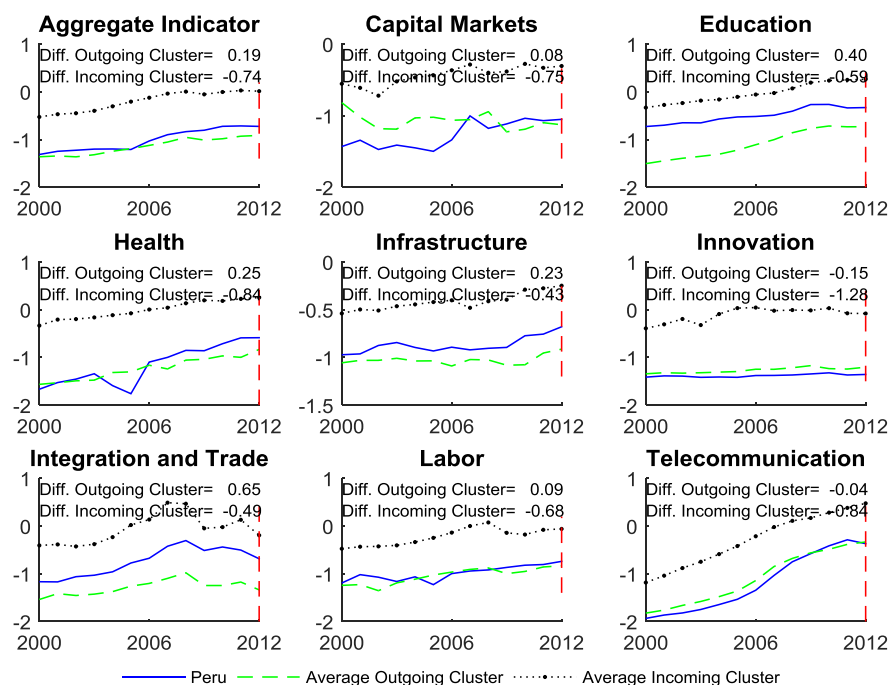 Aggregate Indicator
1
Diff. Outgoing Cluster= 0.19
Diff. Incoming Cluster= -0.74
0
-1
-2
2000 2006 2012
Capital Markets
0
Diff. Outgoing Cluster= 0.08
Diff. Incoming Cluster= -0.75
-1
-2
2000 2006 2012
Education
1
Diff. Outgoing Cluster= 0.40
Diff. Incoming Cluster= -0.59
0
-1
-2
2000 2006 2012
Health
1
Diff. Outgoing Cluster= 0.25
Diff. Incoming Cluster= -0.84
0
-1
-2
2000 2006 2012
Infrastructure
0
Diff. Outgoing Cluster= 0.23
Diff. Incoming Cluster= -0.43
-0.5
-1
-1.5
2000 2006 2012
Innovation
1
Diff. Outgoing Cluster= -0.15
Diff. Incoming Cluster= -1.28
0
-1
-2
2000 2006 2012
Integration and Trade
1
Diff. Outgoing Cluster= 0.65
Diff. Incoming Cluster= -0.49
0
-1
-2
2000 2006 2012
Labor
1
Diff. Outgoing Cluster= 0.09
Diff. Incoming Cluster= -0.68
0
-1
-2
2000 2006 2012
Telecommunication
1
Diff. Outgoing Cluster= -0.04
Diff. Incoming Cluster= -0.84
0
-1
-2
2000 2006 2012
Peru Average Outgoing Cluster Average Incoming Cluster